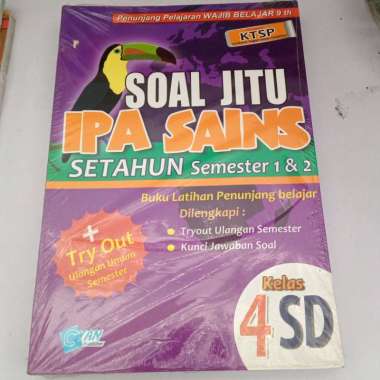 Penunjang Pelajaran WAJIB BELAJAR 9 th
KTSP
SOAL JITU
IPA SAINS
SETAHUN Semester 1 & 2
Buku Latihan Penunjang belajar
Dilengkapi :
• Tryout Ulangan Semester
• Kunci Jawaban Soal
+
Try Out
Ulangan Umum
Semester
Kelas
4 SD